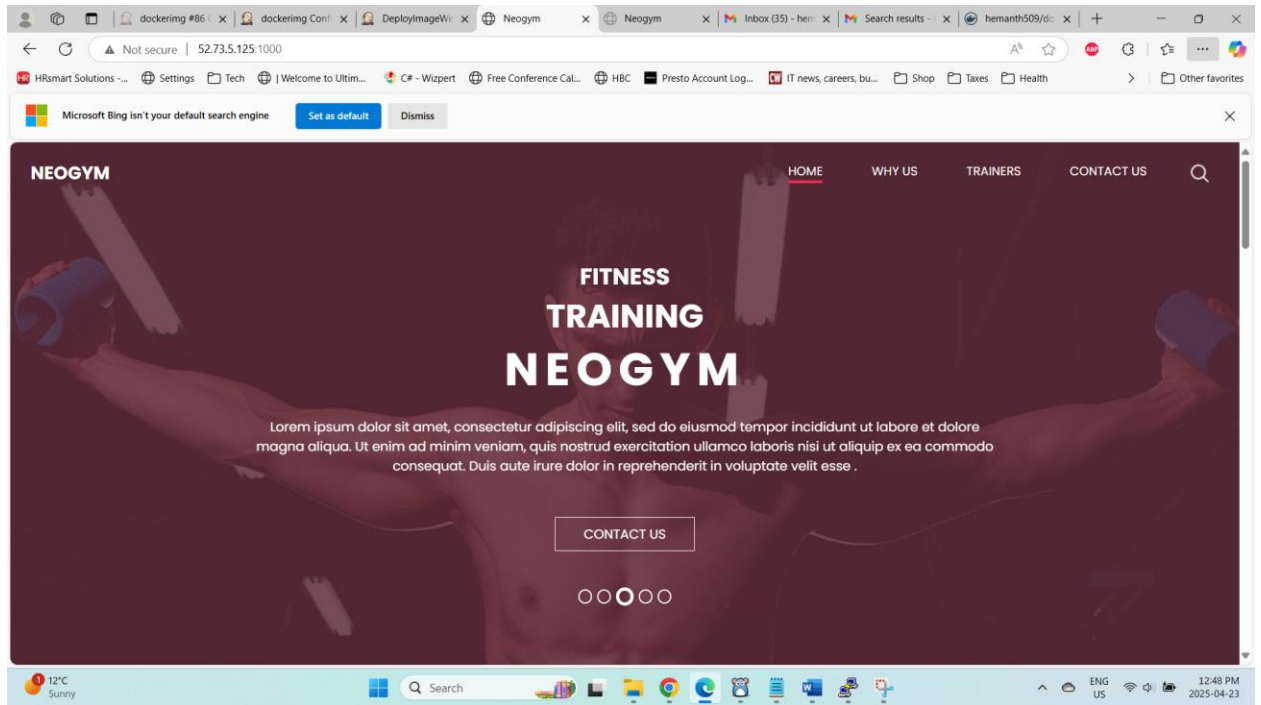 dockerimg #86
dockerimg Conf
DeployImageWe
Neogym
Neogym
Inbox (35) - hem
Search results -
hemanth509/do
Not secure | 52.73.5.125:1000
HRsmart Solutions -...
Settings
Tech
| Welcome to Ultim...
C# - Wizpert
Free Conference Cal...
HBC
Presto Account Log...
IT news, careers, bu...
Shop
Taxes
Health
Other favorites
Microsoft Bing isn't your default search engine
Set as default
Dismiss
NEOGYM
HOME
WHY US
TRAINERS
CONTACT US
FITNESS
TRAINING
NEOGYM
Lorem ipsum dolor sit amet, consectetur adipiscing elit, sed do eiusmod tempor incididunt ut labore et dolore
magna aliqua. Ut enim ad minim veniam, quis nostrud exercitation ullamco laboris nisi ut aliquip ex ea commodo
consequat. Duis aute irure dolor in reprehenderit in voluptate velit esse .
CONTACT US
1
12°C
Sunny
Search
ENG
US
12:48 PM
2025-04-23